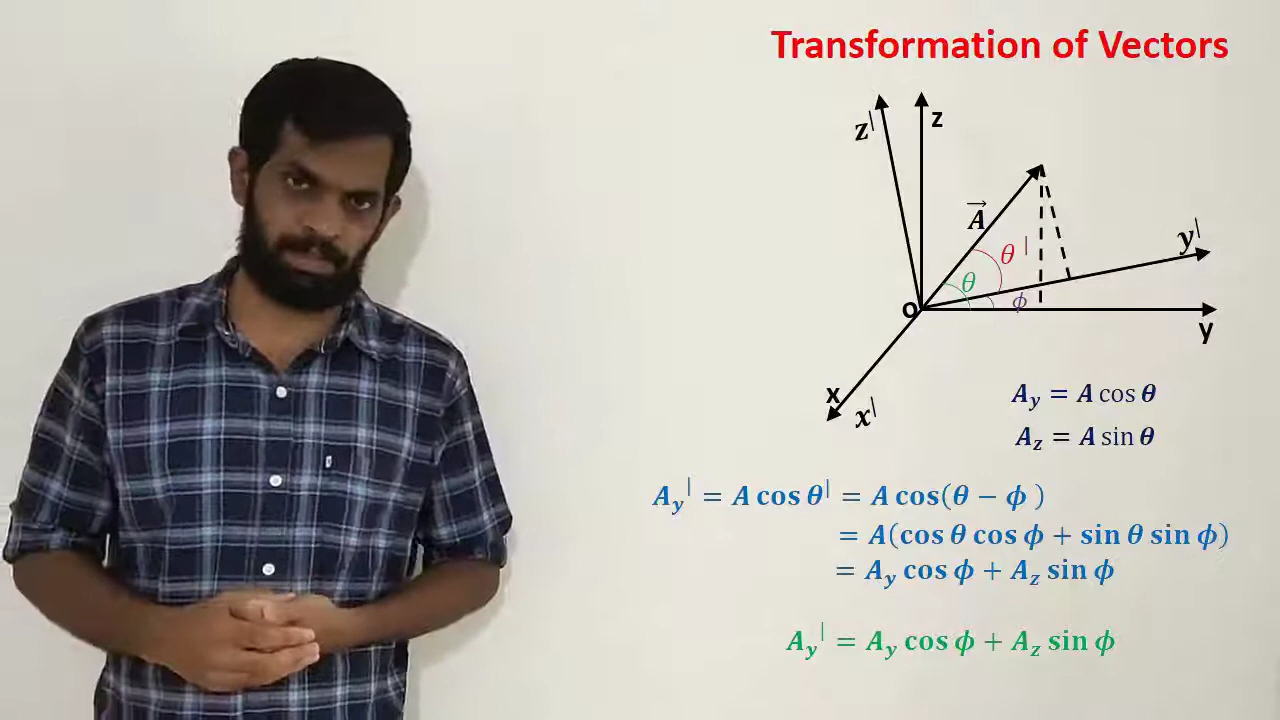 Transformation of Vectors
z| z
A⃗
y|
θ |
θ
ϕ
O
y
x
x|
A_y = A cos θ
A_z = A sin θ
A_y| = A cos θ| = A cos(θ − ϕ )
= A(cos θ cos ϕ + sin θ sin ϕ)
= A_y cos ϕ + A_z sin ϕ
A_y| = A_y cos ϕ + A_z sin ϕ